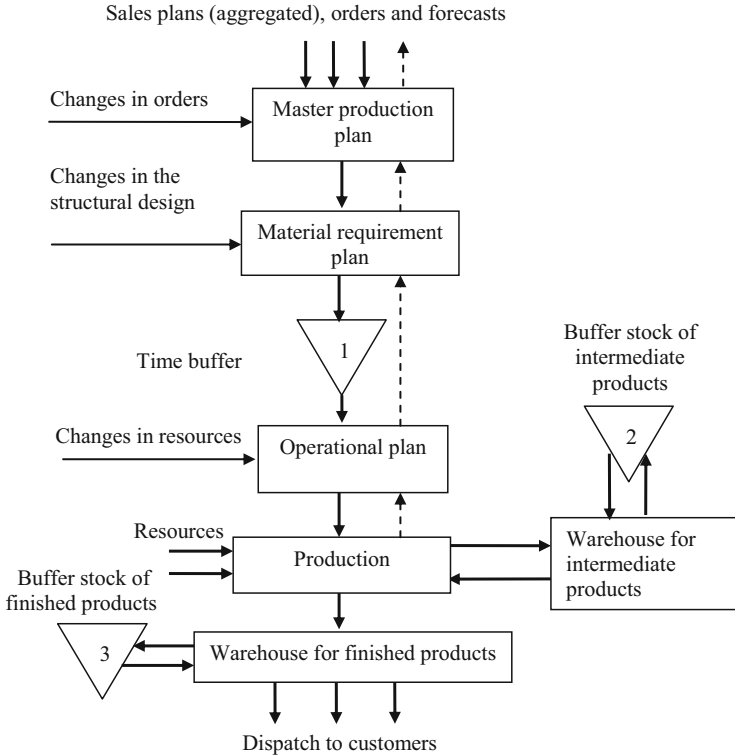 Sales plans (aggregated), orders and forecasts
Changes in orders
Master production
plan
Changes in the
structural design
Material requirement
plan
Time buffer
1
Buffer stock of
intermediate
products
2
Changes in resources
Operational plan
Resources
Production
Warehouse for
intermediate
products
Buffer stock of
finished products
3
Warehouse for finished products
Dispatch to customers